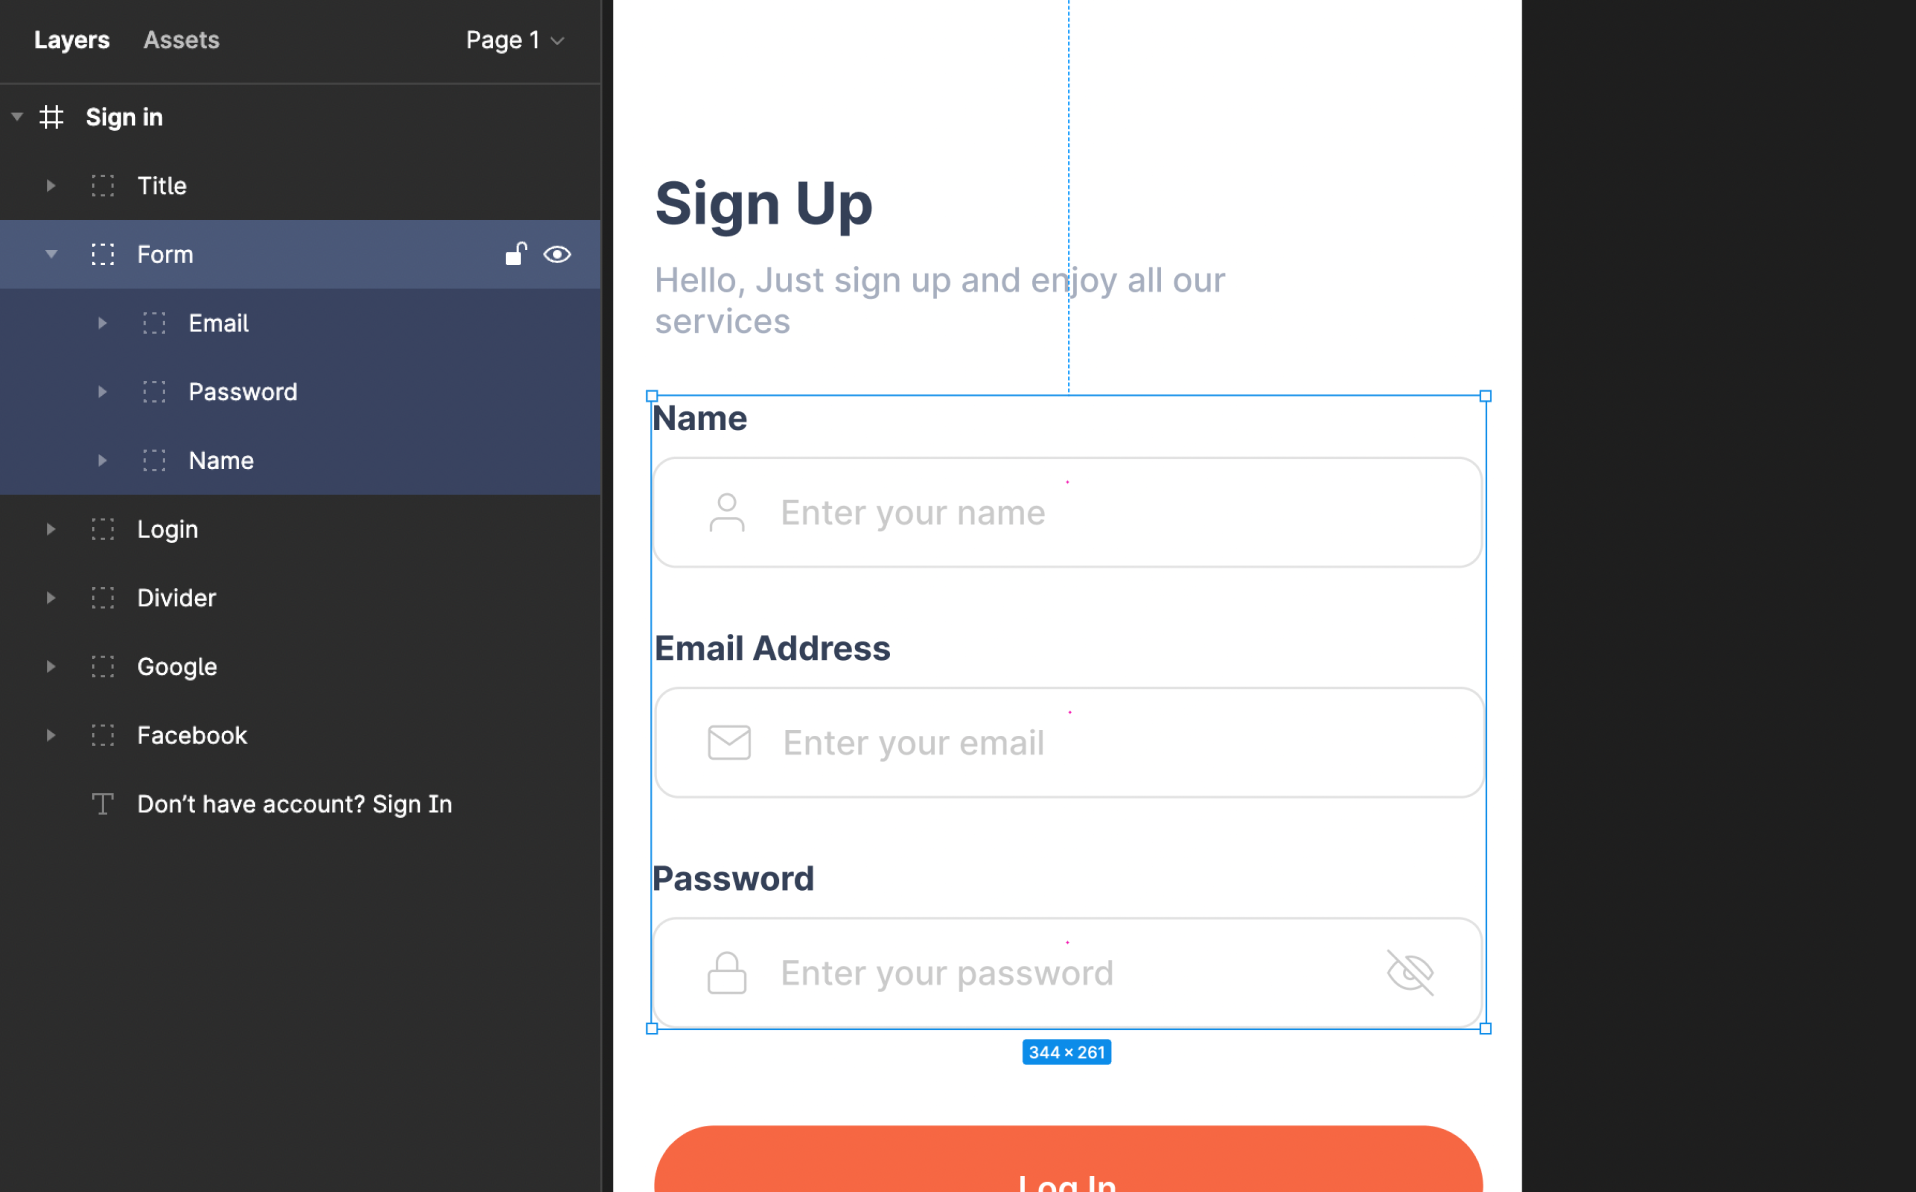 Layers Assets Page 1
Sign in
Title
Form
Email
Password
Name
Login
Divider
Google
Facebook
Don’t have account? Sign In
Sign Up
Hello, Just sign up and enjoy all our
services
Name
Enter your name
Email Address
Enter your email
Password
Enter your password
344 × 261
Log In